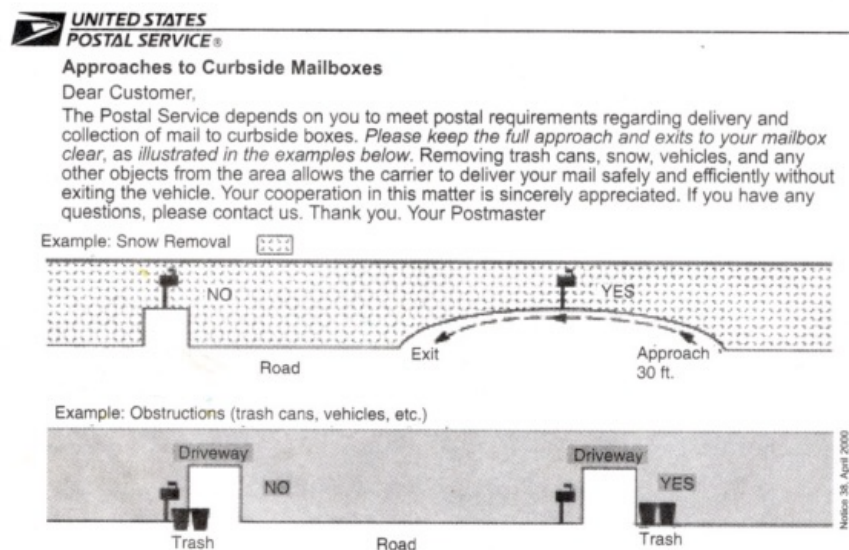 UNITED STATES
POSTAL SERVICE®
Approaches to Curbside Mailboxes
Dear Customer,
The Postal Service depends on you to meet postal requirements regarding delivery and
collection of mail to curbside boxes. Please keep the full approach and exits to your mailbox
clear, as illustrated in the examples below. Removing trash cans, snow, vehicles, and any
other objects from the area allows the carrier to deliver your mail safely and efficiently without
exiting the vehicle. Your cooperation in this matter is sincerely appreciated. If you have any
questions, please contact us. Thank you. Your Postmaster
Example: Snow Removal
NO
YES
Exit
Approach
30 ft.
Road
Example: Obstructions (trash cans, vehicles, etc.)
Driveway
NO
Driveway
YES
Trash
Road
Trash
Notice 38, April 2000